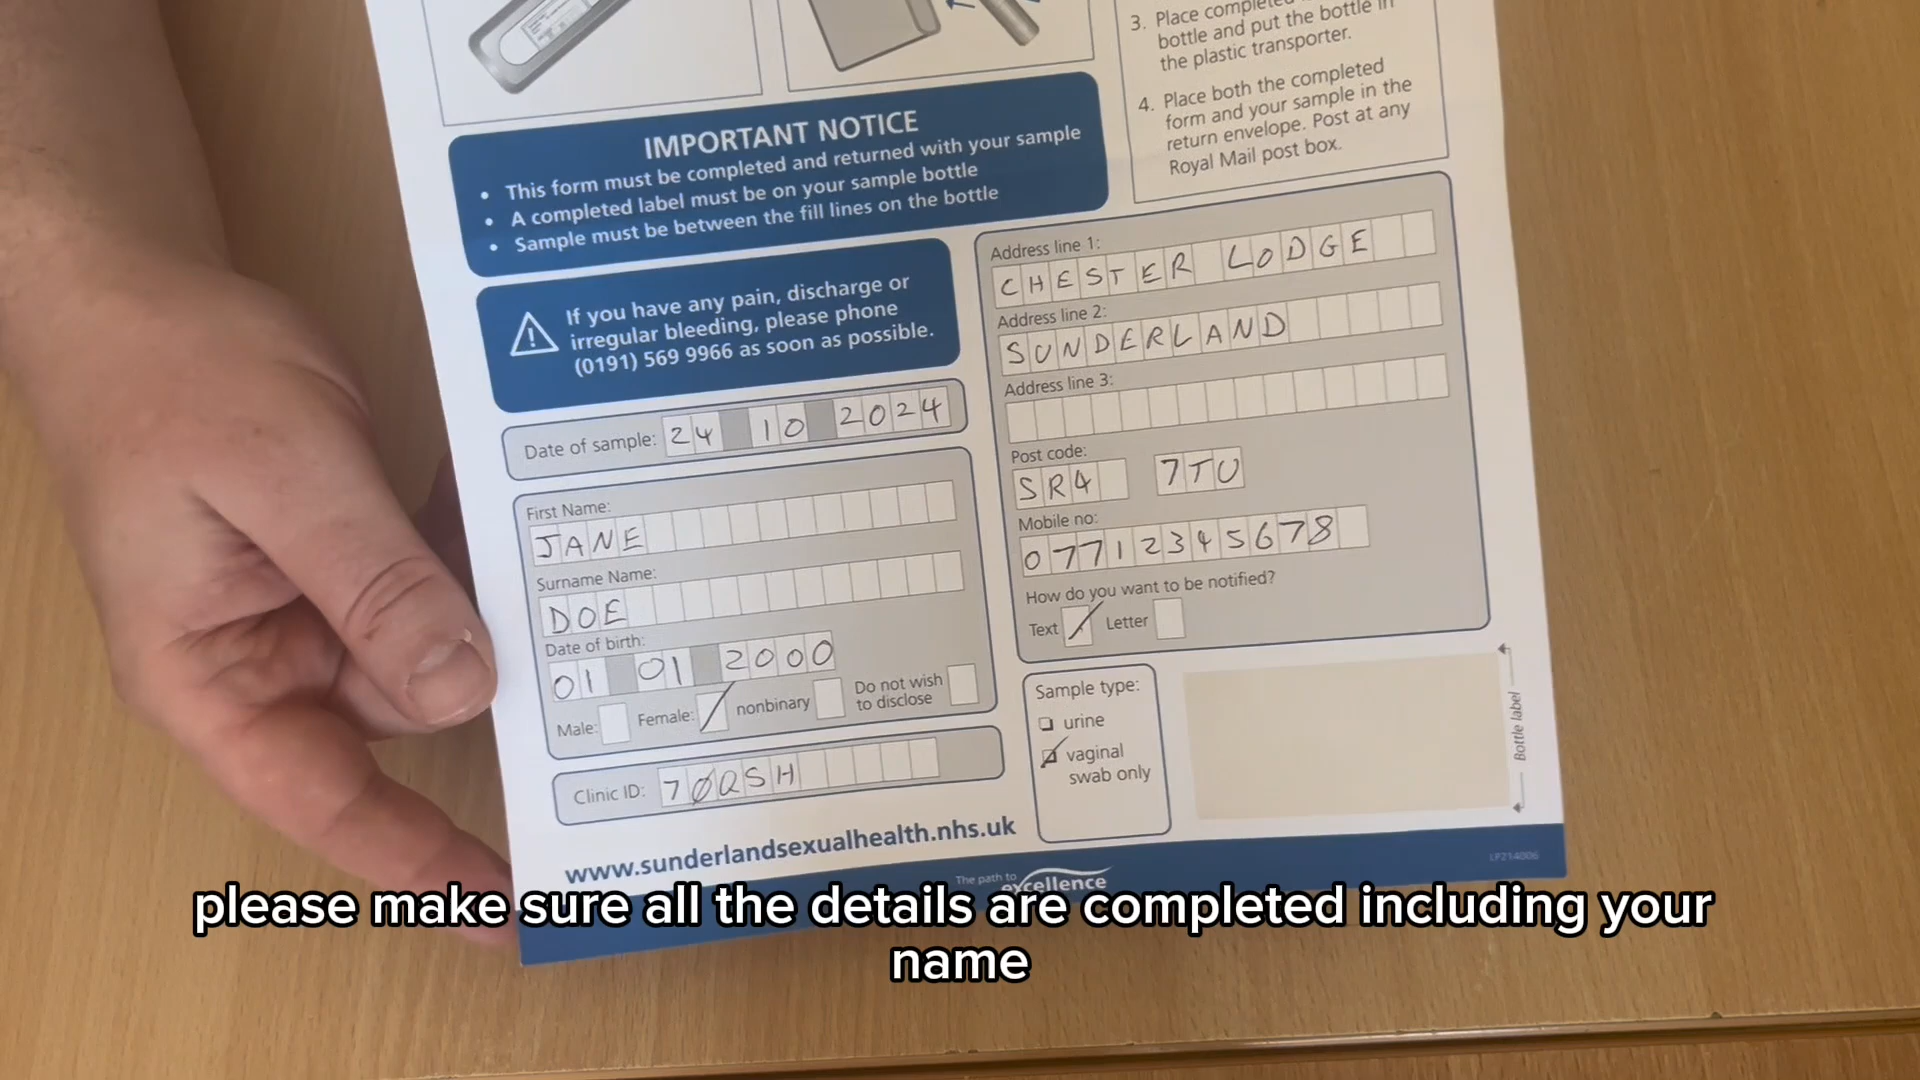 3. Place completed
bottle and put the bottle in
the plastic transporter.
4. Place both the completed
form and your sample in the
return envelope. Post at any
Royal Mail post box.
IMPORTANT NOTICE
• This form must be completed and returned with your sample
• A completed label must be on your sample bottle
• Sample must be between the fill lines on the bottle
If you have any pain, discharge or
irregular bleeding, please phone
(0191) 569 9966 as soon as possible.
Date of sample: 24 10 2024
First Name:
JANE
Surname Name:
DOE
Date of birth:
01 01 2000
Male: Female: nonbinary Do not wish
to disclose
Clinic ID: 70QSH
Address line 1:
CHESTER LODGE
Address line 2:
SUNDERLAND
Address line 3:
Post code:
SR4 7TU
Mobile no:
07712345678
How do you want to be notified?
Text Letter
Sample type:
urine
vaginal
swab only
Bottle label
www.sunderlandsexualhealth.nhs.uk
The path to
excellence
LP214006
please make sure all the details are completed including your
name